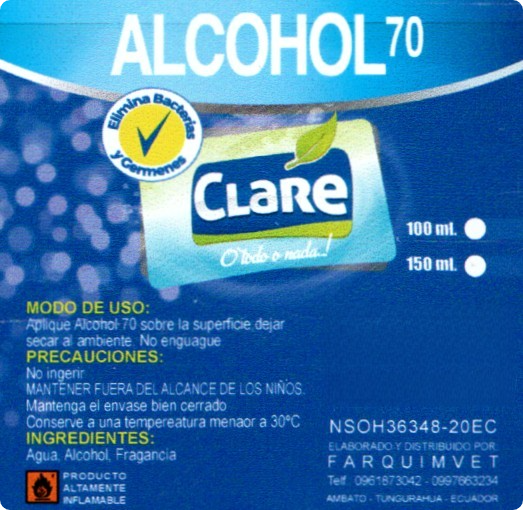 ALCOHOL 70
Elimina Bacterias
y Germenes
CLARE
O todo o nada..!
100 ml.
150 ml.
MODO DE USO:
Aplique Alcohol 70 sobre la superficie dejar
secar al ambiente. No enguague
PRECAUCIONES:
No ingerir
MANTENER FUERA DEL ALCANCE DE LOS NIÑOS.
Mantenga el envase bien cerrado
Conserve a una tempereatura menaor a 30ºC
INGREDIENTES:
Agua, Alcohol, Fragancia
PRODUCTO
ALTAMENTE
INFLAMABLE
NSOH36348-20EC
ELABORADO Y DISTRIBUIDO POR:
FARQUIMVET
Telf: 0961873042 - 0997663234
AMBATO - TUNGURAHUA - ECUADOR